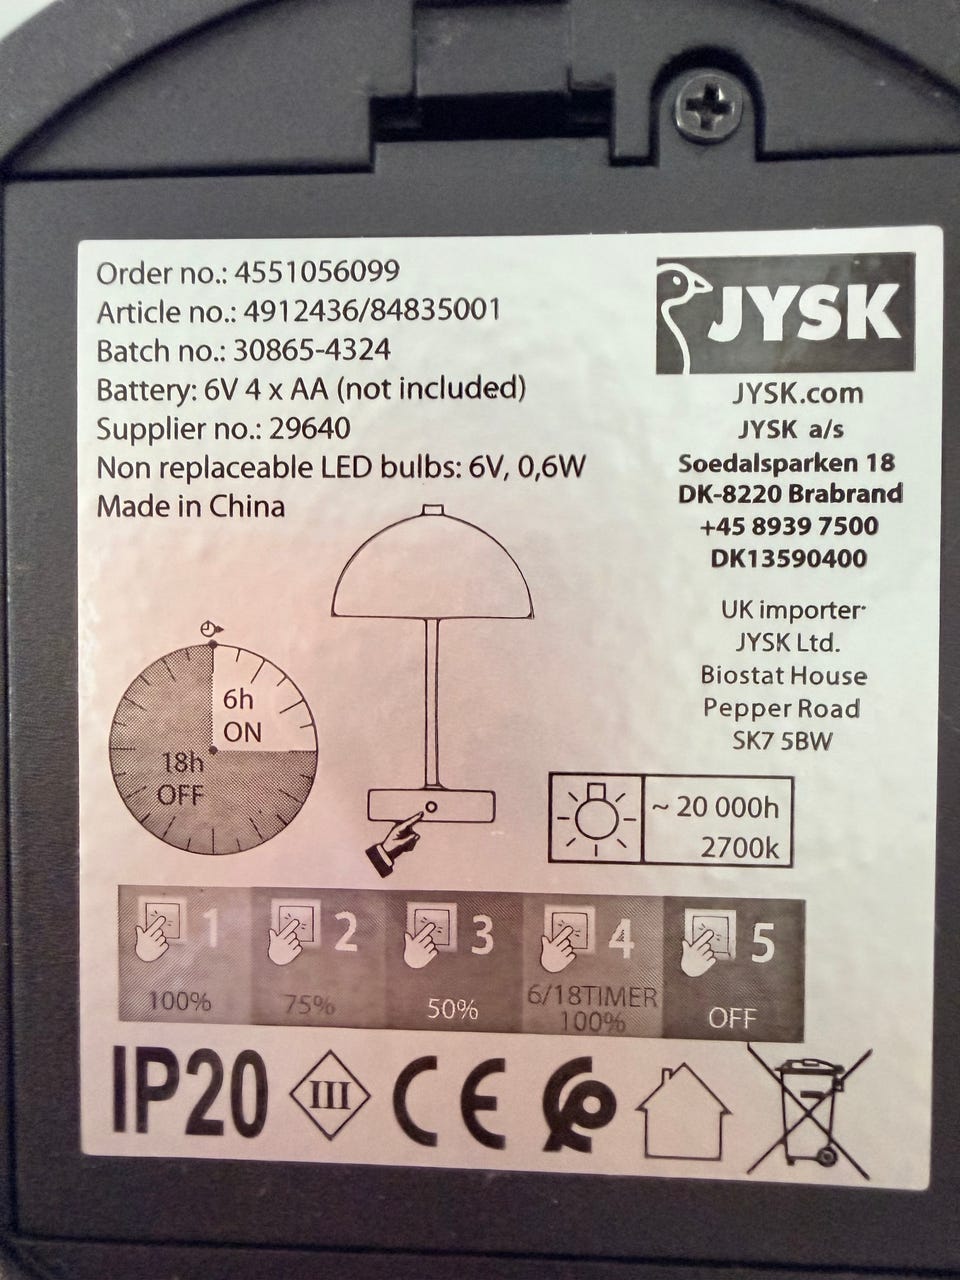 Order no.: 4551056099
Article no.: 4912436/84835001
Batch no.: 30865-4324
Battery: 6V 4 x AA (not included)
Supplier no.: 29640
Non replaceable LED bulbs: 6V, 0,6W
Made in China
JYSK
JYSK.com
JYSK a/s
Soedalsparken 18
DK-8220 Brabrand
+45 8939 7500
DK13590400
UK importer:
JYSK Ltd.
Biostat House
Pepper Road
SK7 5BW
6h
ON
18h
OFF
~ 20 000h
2700k
1
100%
2
75%
3
50%
4
6/18TIMER
100%
5
OFF
IP20
III
CE